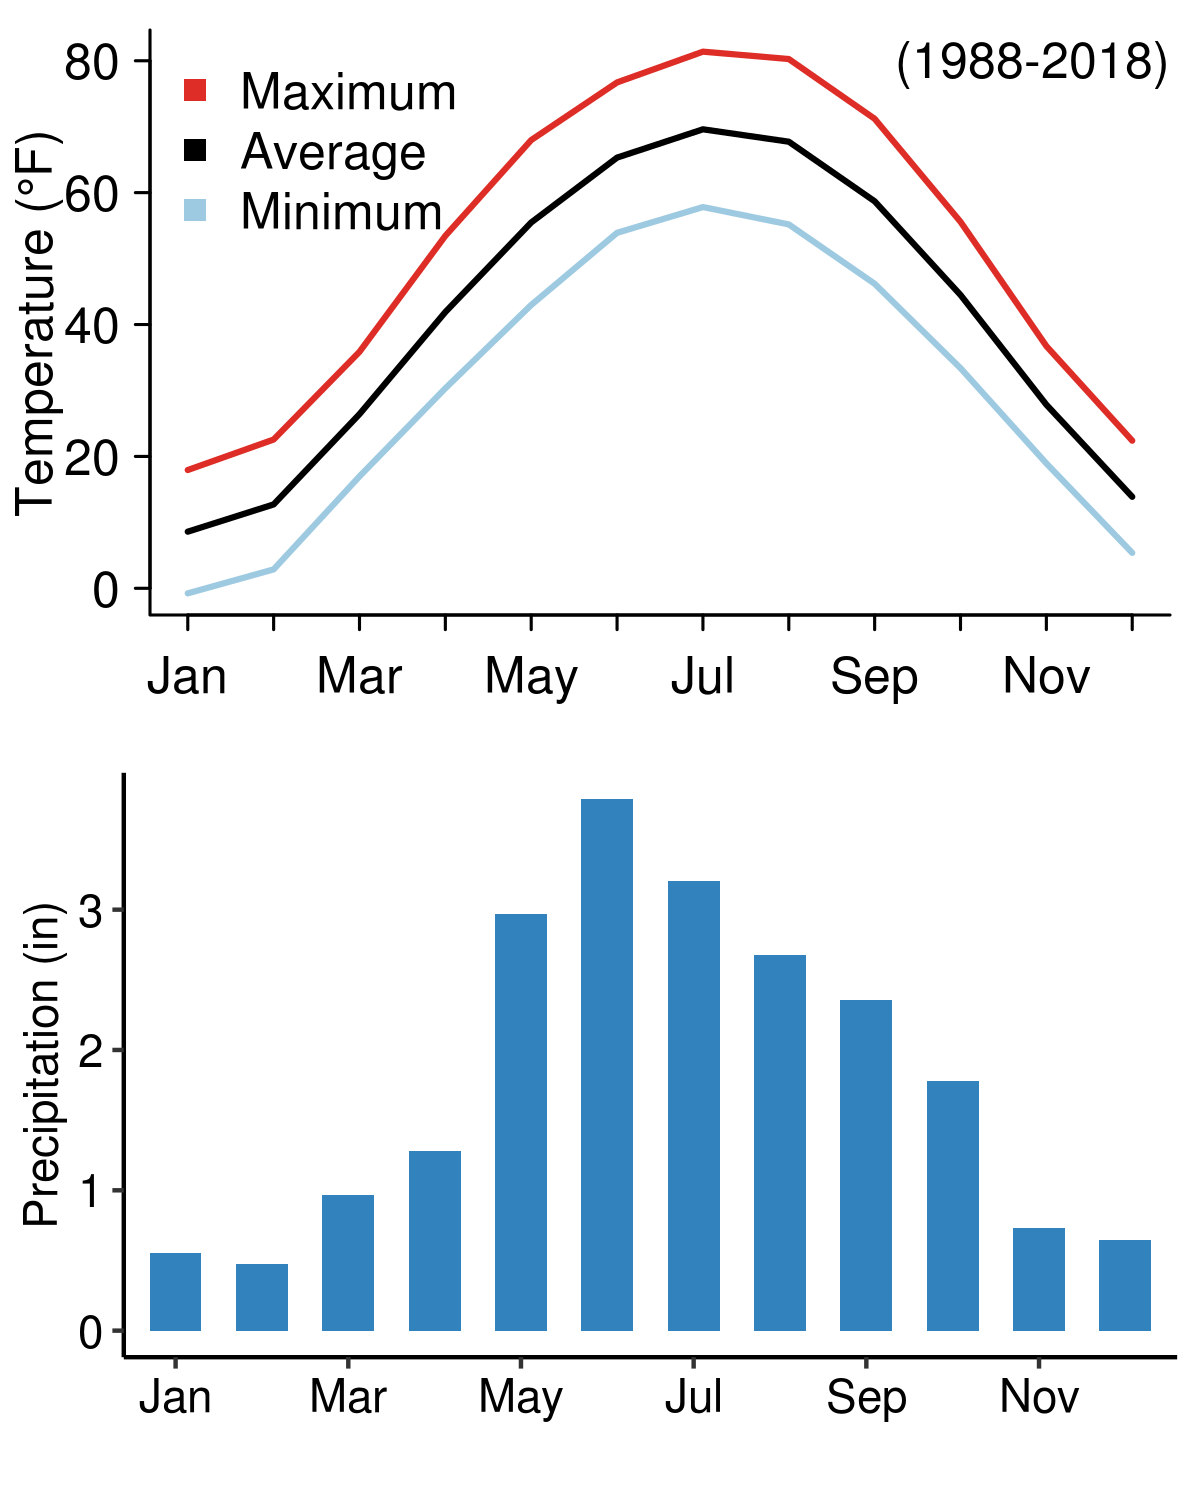 (1988-2018)
Maximum
Average
Minimum
Temperature (°F)
80
60
40
20
0
Jan Mar May Jul Sep Nov
Precipitation (in)
3
2
1
0
Jan Mar May Jul Sep Nov